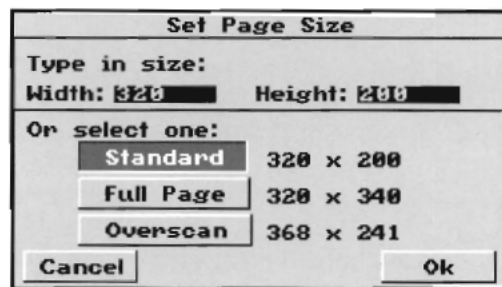 Set Page Size
Type in size:
Width: 320 Height: 200
Or select one:
Standard 320 x 200
Full Page 320 x 340
Overscan 368 x 241
Cancel Ok